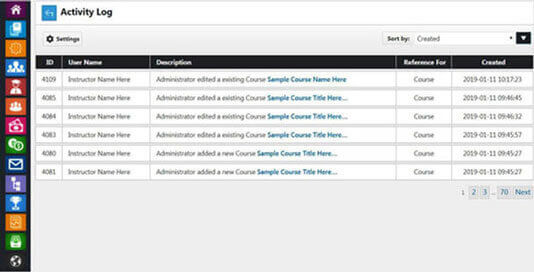 Activity Log
Settings
Sort by: Created
ID User Name Description Reference For Created
4109 Instructor Name Here Administrator edited a existing Course Sample Course Name Here Course 2019-01-11 10:17:23
4085 Instructor Name Here Administrator edited a existing Course Sample Course Title Here... Course 2019-01-11 09:46:45
4084 Instructor Name Here Administrator edited a existing Course Sample Course Title Here... Course 2019-01-11 09:46:32
4083 Instructor Name Here Administrator edited a existing Course Sample Course Title Here... Course 2019-01-11 09:45:57
4080 Instructor Name Here Administrator added a new Course Sample Course Title Here... Course 2019-01-11 09:45:27
4081 Instructor Name Here Administrator added a new Course Sample Course Title Here... Course 2019-01-11 09:45:27
1 2 3 ... 70 Next